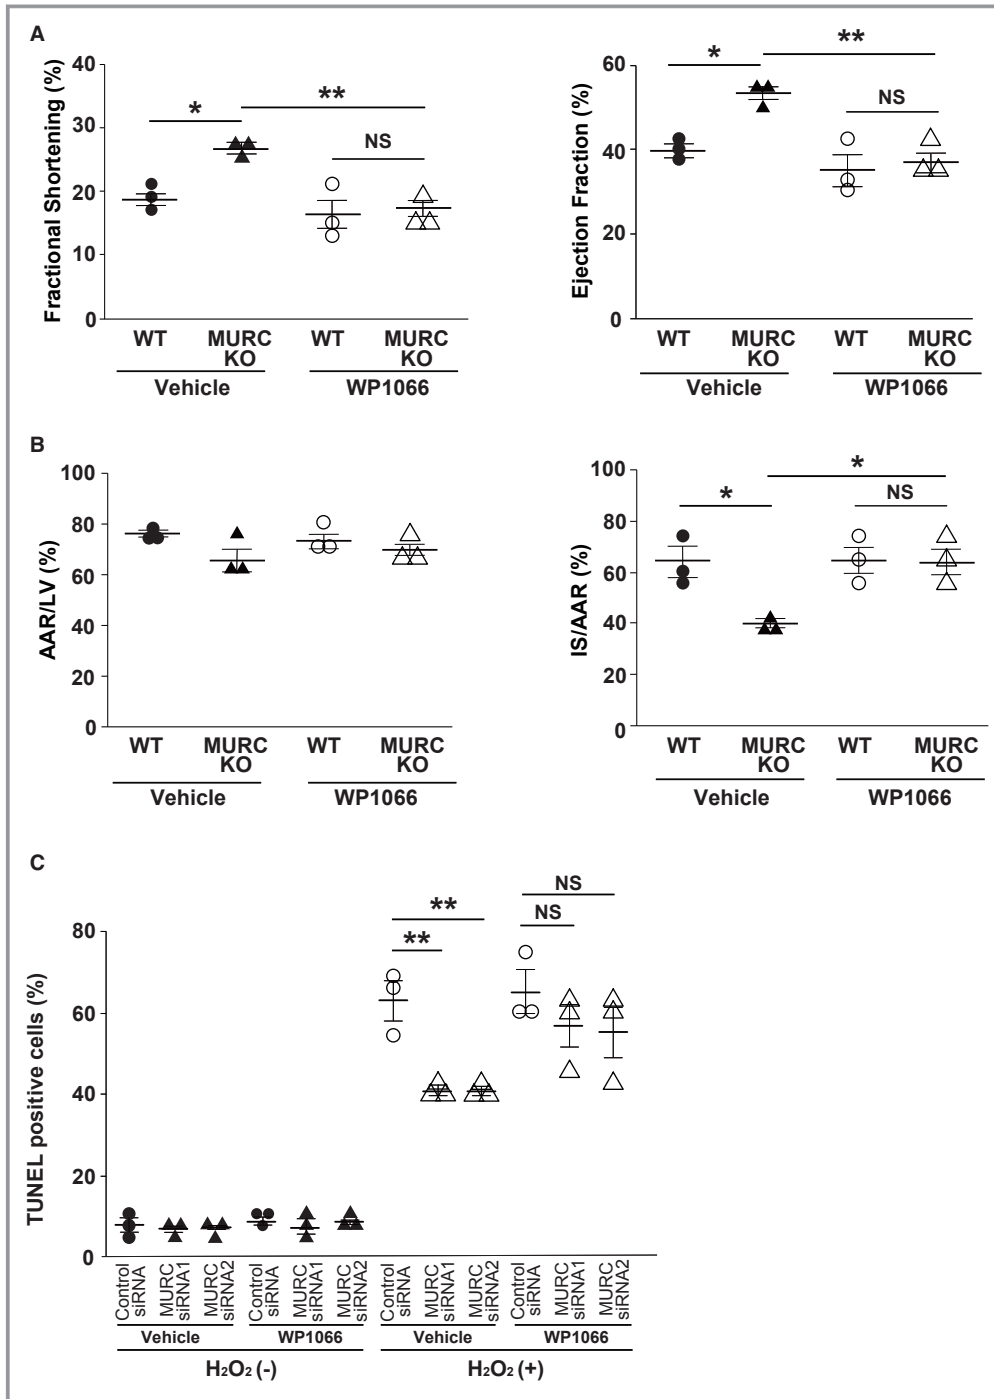 A
Fractional Shortening (%)
40
30
20
10
0
*
**
NS
WT
MURC
KO
WT
MURC
KO
Vehicle
WP1066
Ejection Fraction (%)
60
40
20
0
*
**
NS
WT
MURC
KO
WT
MURC
KO
Vehicle
WP1066
B
AAR/LV (%)
100
80
60
40
20
0
WT
MURC
KO
WT
MURC
KO
Vehicle
WP1066
IS/AAR (%)
100
80
60
40
20
0
*
*
NS
WT
MURC
KO
WT
MURC
KO
Vehicle
WP1066
C
TUNEL positive cells (%)
80
60
40
20
0
**
**
NS
NS
Control
siRNA
MURC
siRNA1
MURC
siRNA2
Control
siRNA
MURC
siRNA1
MURC
siRNA2
Control
siRNA
MURC
siRNA1
MURC
siRNA2
Control
siRNA
MURC
siRNA1
MURC
siRNA2
Vehicle
WP1066
Vehicle
WP1066
H₂O₂ (-)
H₂O₂ (+)